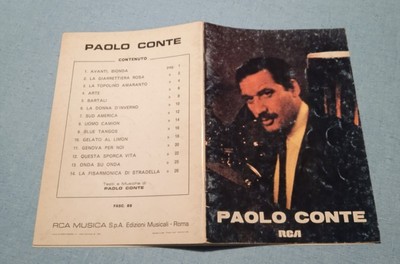 PAOLO CONTE
CONTENUTO
PAG.
1. AVANTI, BIONDA
2. LA GIARRETTIERA ROSA
3. LA TOPOLINO AMARANTO
4. ARTE
5. BARTALI
6. LA DONNA D'INVERNO
7. SUD AMERICA
8. UOMO CAMION
9. BLUE TANGOS
10. GELATO AL LIMON
11. GENOVA PER NOI
12. QUESTA SPORCA VITA
13. ONDA SU ONDA
14. LA FISARMONICA DI STRADELLA
Testi e Musiche di
PAOLO CONTE
RCA MUSICA S.p.A. Edizioni Musicali - Roma
PAOLO CONTE
RCA